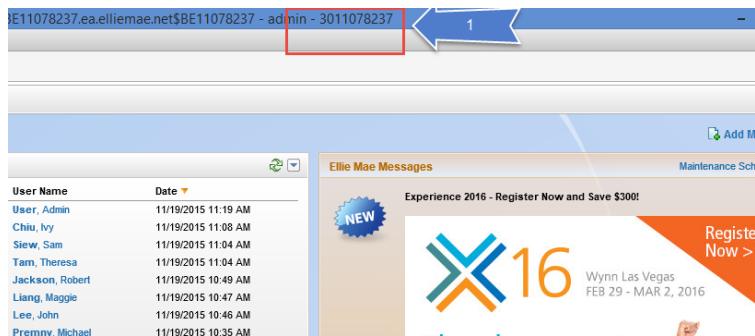 BE11078237.ea.elliemae.net$BE11078237 - admin - 3011078237
1
Add M
Ellie Mae Messages
Maintenance Sch
User Name Date
User, Admin 11/19/2015 11:19 AM
Chiu, Ivy 11/19/2015 11:08 AM
Siew, Sam 11/19/2015 11:04 AM
Tam, Theresa 11/19/2015 11:04 AM
Jackson, Robert 11/19/2015 10:49 AM
Liang, Maggie 11/19/2015 10:47 AM
Lee, John 11/19/2015 10:46 AM
Premny, Michael 11/19/2015 10:35 AM
Experience 2016 - Register Now and Save $300!
NEW
Registe
Now >
X16
Wynn Las Vegas
FEB 29 - MAR 2, 2016